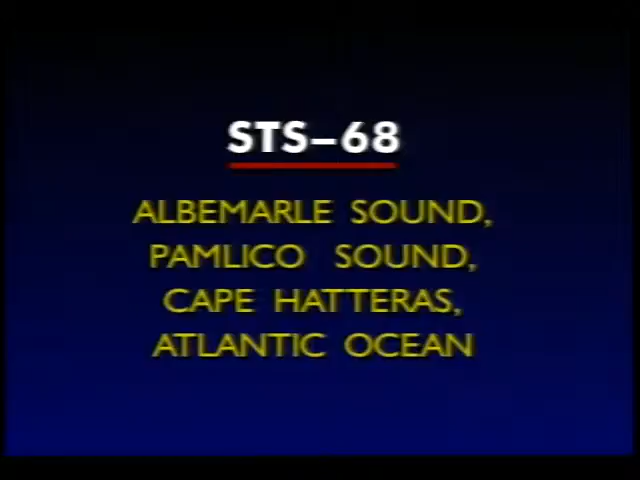 STS–68
ALBEMARLE SOUND,
PAMLICO SOUND,
CAPE HATTERAS,
ATLANTIC OCEAN